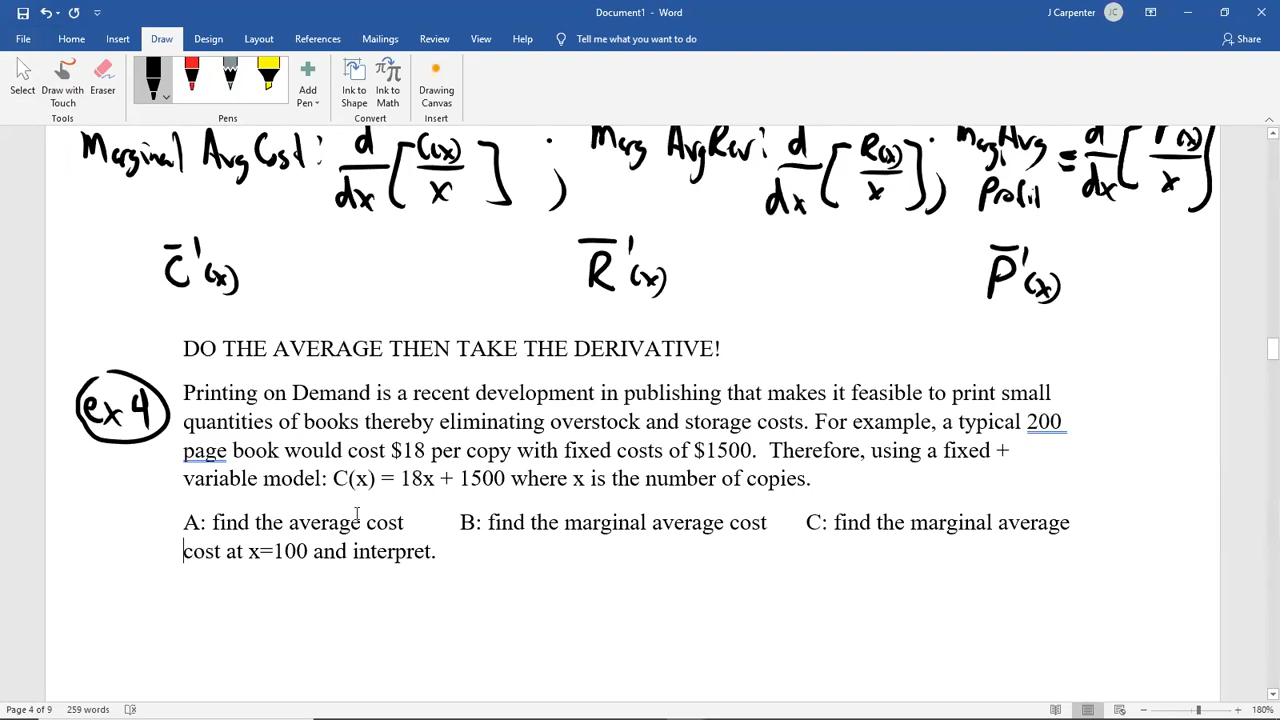 Document1 - Word
J Carpenter
JC
File Home Insert Draw Design Layout References Mailings Review View Help Tell me what you want to do Share
Select Draw with Touch Eraser Add Pen Ink to Shape Ink to Math Drawing Canvas
Tools Pens Convert Insert
Marginal Avg Cost: d/dx [C(x)/x] ; Marg Avg Rev: d/dx [R(x)/x] ; Marg Avg Profit = d/dx [P(x)/x]
C̅'(x) R̅'(x) P̅'(x)
DO THE AVERAGE THEN TAKE THE DERIVATIVE!
ex 4
Printing on Demand is a recent development in publishing that makes it feasible to print small
quantities of books thereby eliminating overstock and storage costs. For example, a typical 200
page book would cost $18 per copy with fixed costs of $1500. Therefore, using a fixed +
variable model: C(x) = 18x + 1500 where x is the number of copies.
A: find the average cost B: find the marginal average cost C: find the marginal average
cost at x=100 and interpret.
Page 4 of 9 259 words 180%